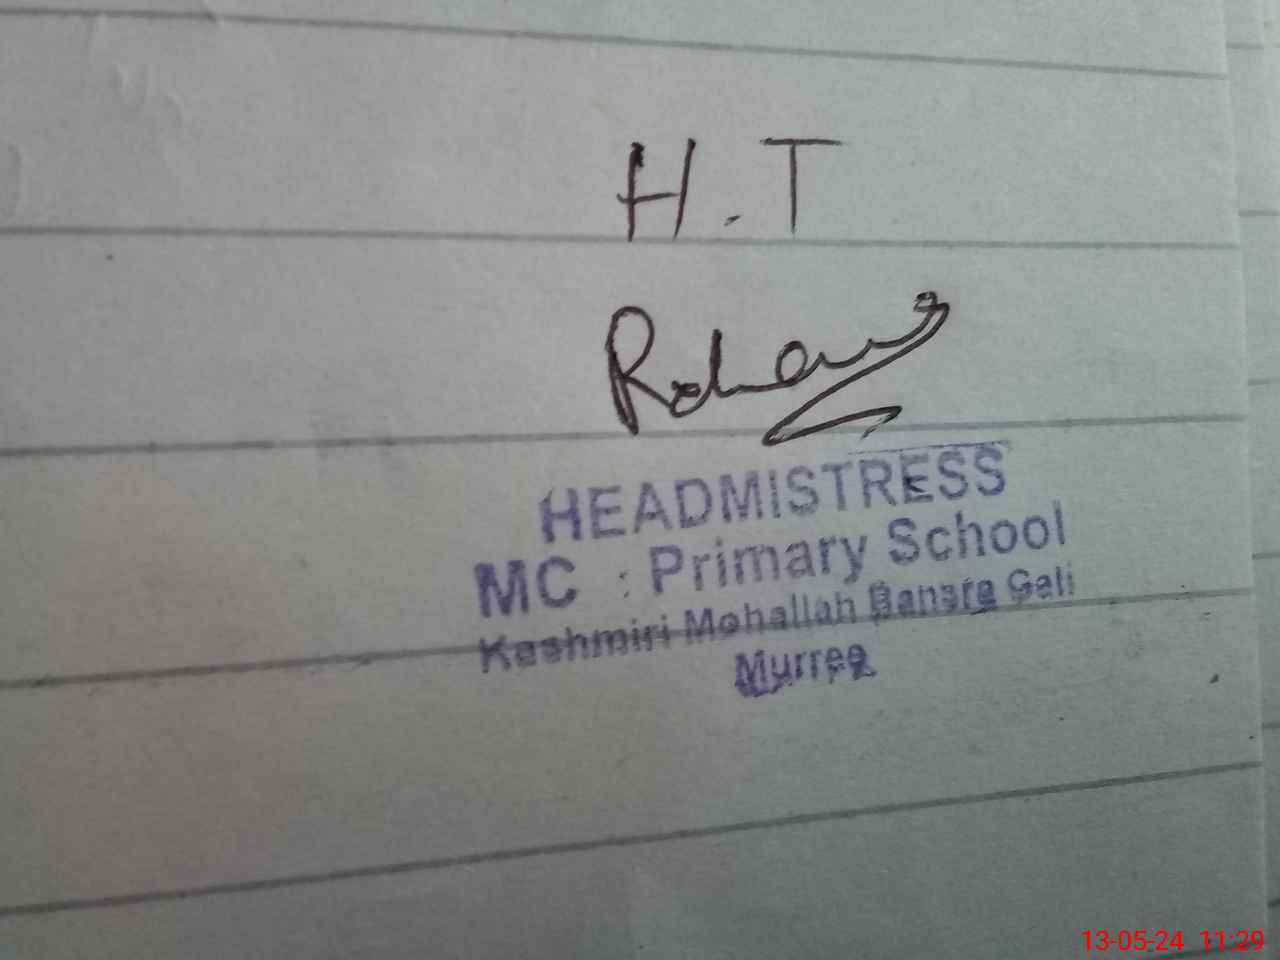 H.T
HEADMISTRESS
MC : Primary School
Kashmiri Mohallah Bansra Gali
Murree
13-05-24 11:29